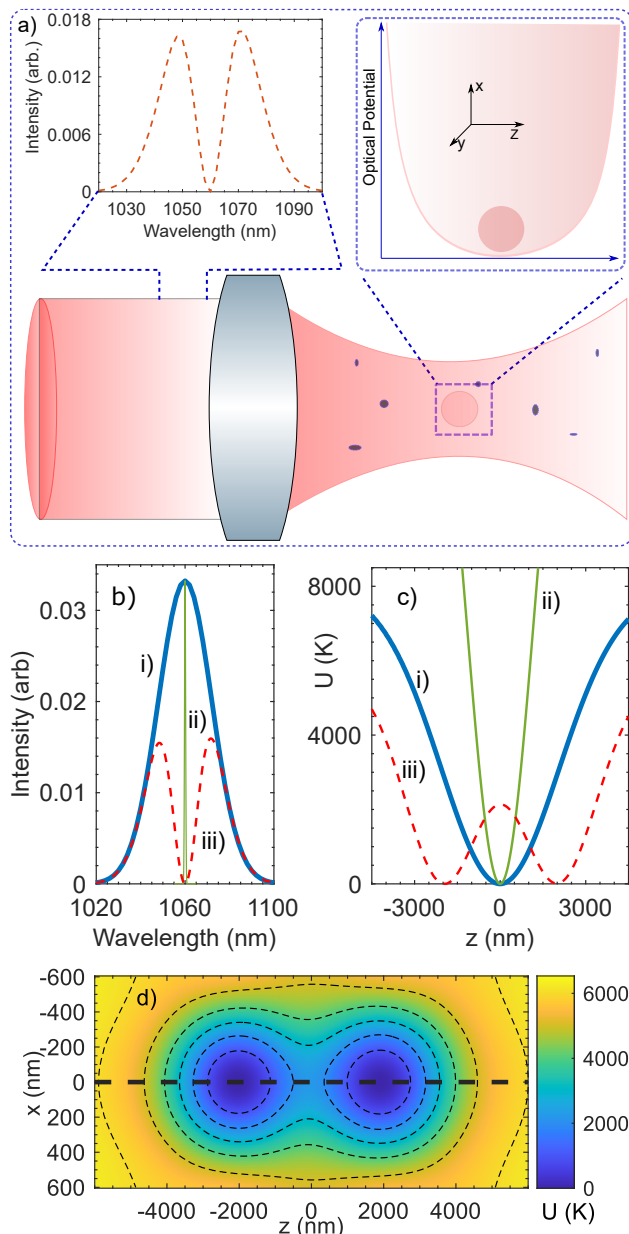 a)
0.018
0.012
0.006
0
Intensity (arb.)
1030 1050 1070 1090
Wavelength (nm)
Optical Potential
x
y
z
b)
i)
ii)
iii)
0.03
0.02
0.01
0
Intensity (arb)
1020 1060 1100
Wavelength (nm)
c)
ii)
i)
iii)
8000
4000
0
U (K)
-3000 0 3000
z (nm)
d)
-600
-400
-200
0
200
400
600
x (nm)
-4000 -2000 0 2000 4000
z (nm)
6000
4000
2000
0
U (K)